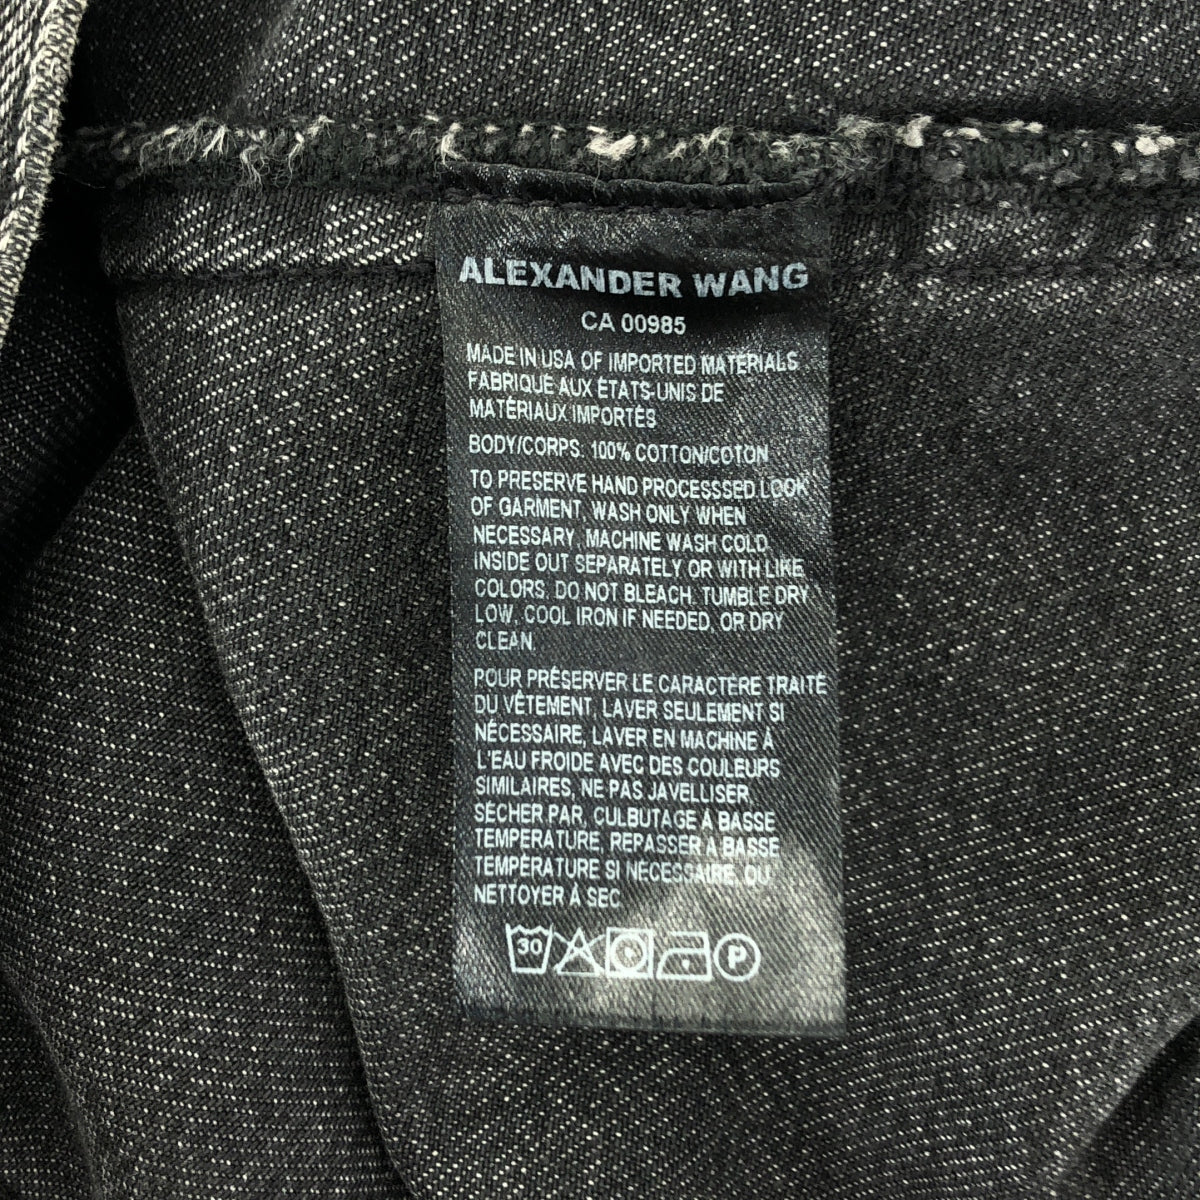 ALEXANDER WANG
CA 00985
MADE IN USA OF IMPORTED MATERIALS
FABRIQUE AUX ÉTATS-UNIS DE
MATÉRIAUX IMPORTÉS
BODY/CORPS: 100% COTTON/COTON
TO PRESERVE HAND PROCESSSED LOOK
OF GARMENT, WASH ONLY WHEN
NECESSARY, MACHINE WASH COLD,
INSIDE OUT SEPARATELY OR WITH LIKE
COLORS, DO NOT BLEACH, TUMBLE DRY
LOW, COOL IRON IF NEEDED, OR DRY
CLEAN.
POUR PRÉSERVER LE CARACTÈRE TRAITÉ
DU VÊTEMENT, LAVER SEULEMENT SI
NÉCESSAIRE, LAVER EN MACHINE À
L'EAU FROIDE AVEC DES COULEURS
SIMILAIRES, NE PAS JAVELLISER,
SÉCHER PAR, CULBUTAGE À BASSE
TEMPÉRATURE, REPASSER À BASSE
TEMPÉRATURE SI NÉCESSAIRE, OU
NETTOYER À SEC.
30 P